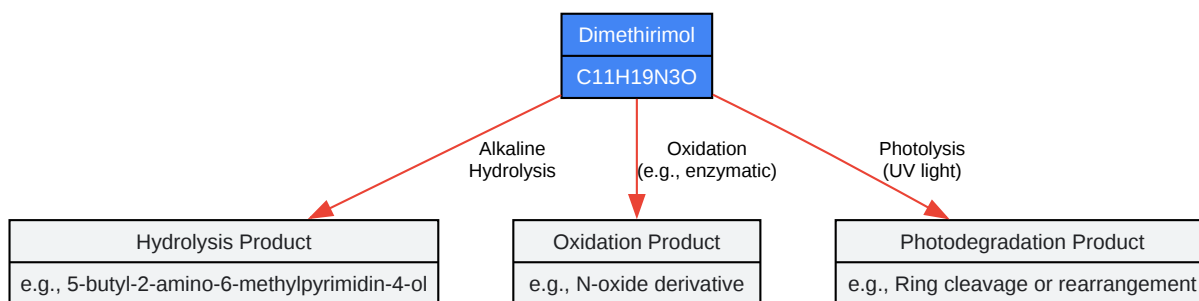 Dimethirimol
C11H19N3O
Alkaline
Hydrolysis
Oxidation
(e.g., enzymatic)
Photolysis
(UV light)
Hydrolysis Product
e.g., 5-butyl-2-amino-6-methylpyrimidin-4-ol
Oxidation Product
e.g., N-oxide derivative
Photodegradation Product
e.g., Ring cleavage or rearrangement